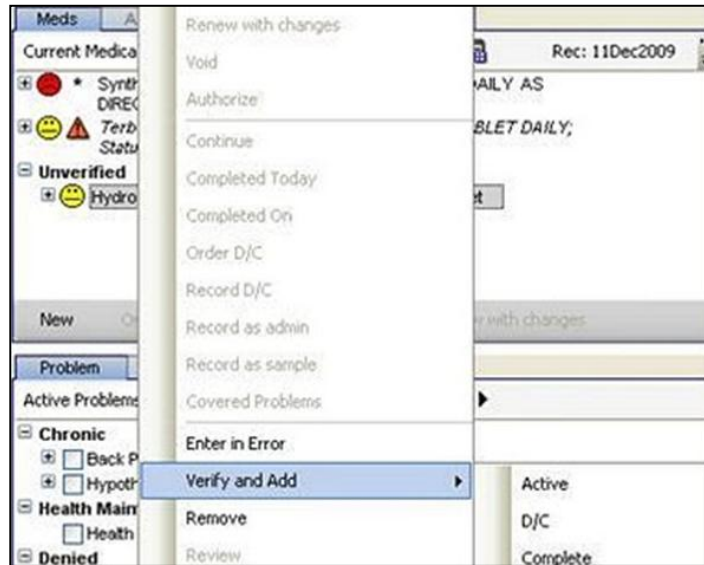 Meds
Renew with changes
Current Medica
Rec: 11Dec2009
Void
* Synth
AILY AS
DIREC
Authorize
Terb
BLET DAILY;
Statu
Continue
Unverified
Completed Today
Hydro
et
Completed On
Order D/C
Record D/C
New
Record as admin
with changes
Problem
Record as sample
Active Problems
Covered Problems
Chronic
Enter in Error
Back P
Hypoth
Verify and Add
Active
Health Main
Remove
D/C
Health
Denied
Review
Complete